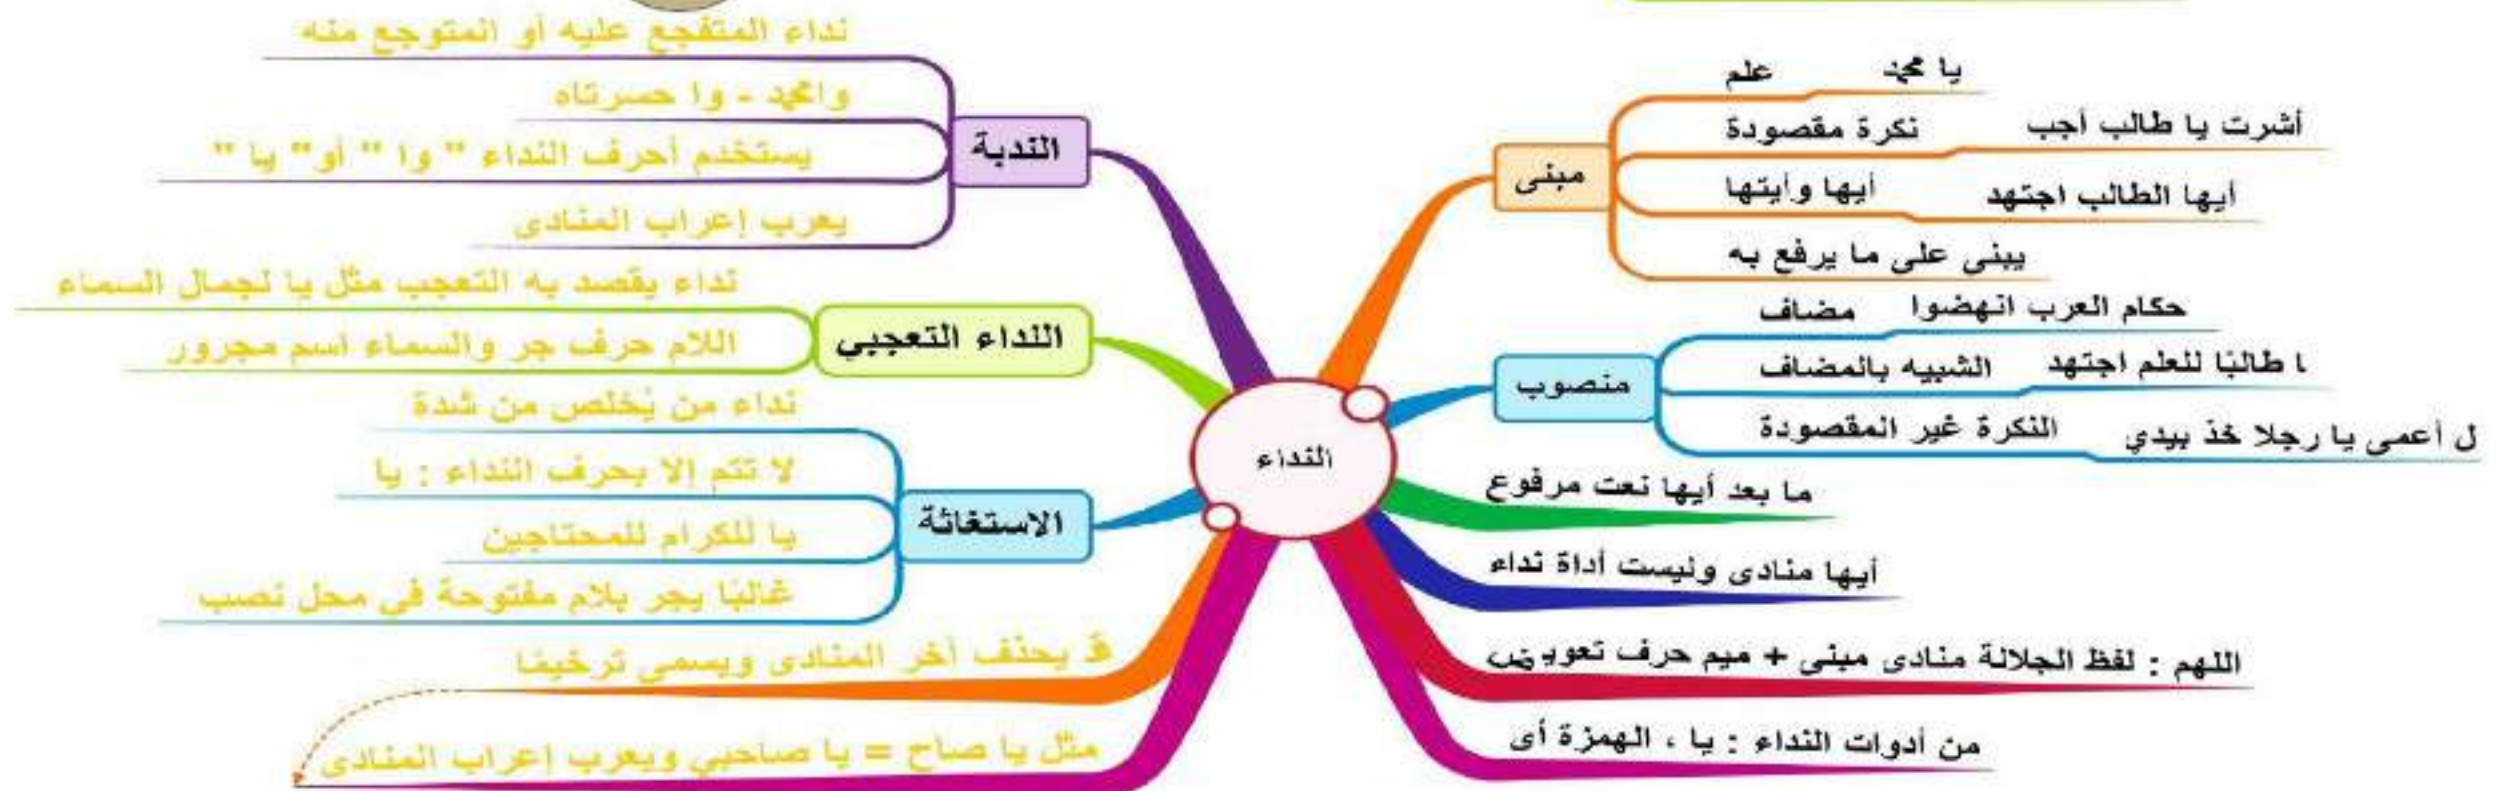 النداء
مبنى
يا محمد علم
أشرت يا طالب أجب نكرة مقصودة
أيها الطالب اجتهد أيها وأيتها
يبنى على ما يرفع به
منصوب
حكام العرب انهضوا مضاف
ا طالبًا للعلم اجتهد الشبيه بالمضاف
ل أعمى يا رجلا خذ بيدي النكرة غير المقصودة
ما بعد أيها نعت مرفوع
أيها منادى وليست أداة نداء
اللهم : لفظ الجلالة منادى مبنى + ميم حرف تعويض
من أدوات النداء : يا ، الهمزة أى
الندبة
نداء المتفجع عليه أو المتوجع منه
وامحمد - وا حسرتاه
يستخدم أحرف النداء " وا " أو" يا "
يعرب إعراب المنادى
النداء التعجبي
نداء يقصد به التعجب مثل يا لجمال السماء
اللام حرف جر والسماء اسم مجرور
الاستغاثة
نداء من يُخلص من شدة
لا تتم إلا بحرف النداء : يا
يا للكرام للمحتاجين
غالبًا يجر بلام مفتوحة في محل نصب
قد يحذف آخر المنادى ويسمى ترخيمًا
مثل يا صاح = يا صاحبي ويعرب إعراب المنادى